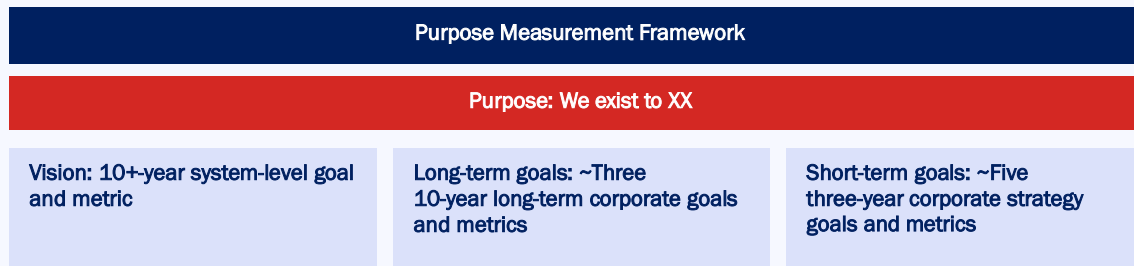 Purpose Measurement Framework
Purpose: We exist to XX
Vision: 10+-year system-level goal
and metric
Long-term goals: ~Three
10-year long-term corporate goals
and metrics
Short-term goals: ~Five
three-year corporate strategy
goals and metrics